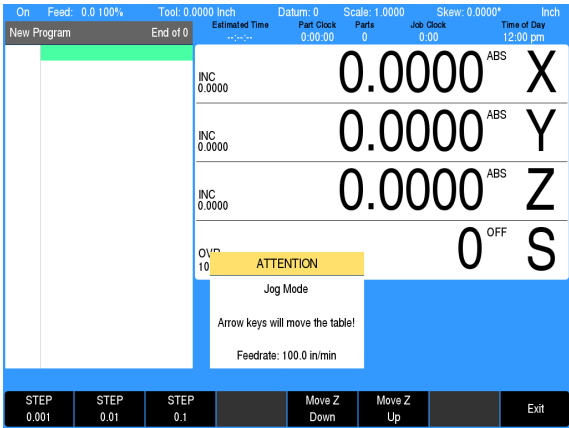 On Feed: 0.0 100% Tool: 0.0000 Inch Datum: 0 Scale: 1.0000 Skew: 0.0000° Inch
New Program End of 0
Estimated Time Part Clock Parts Job Clock Time of Day
--:--:-- 0:00:00 0 0:00 12:00 pm
INC 0.0000 0.0000 ABS X
INC 0.0000 0.0000 ABS Y
INC 0.0000 0.0000 ABS Z
0 OFF S
10
ATTENTION
Jog Mode
Arrow keys will move the table!
Feedrate: 100.0 in/min
STEP 0.001
STEP 0.01
STEP 0.1
Move Z Down
Move Z Up
Exit